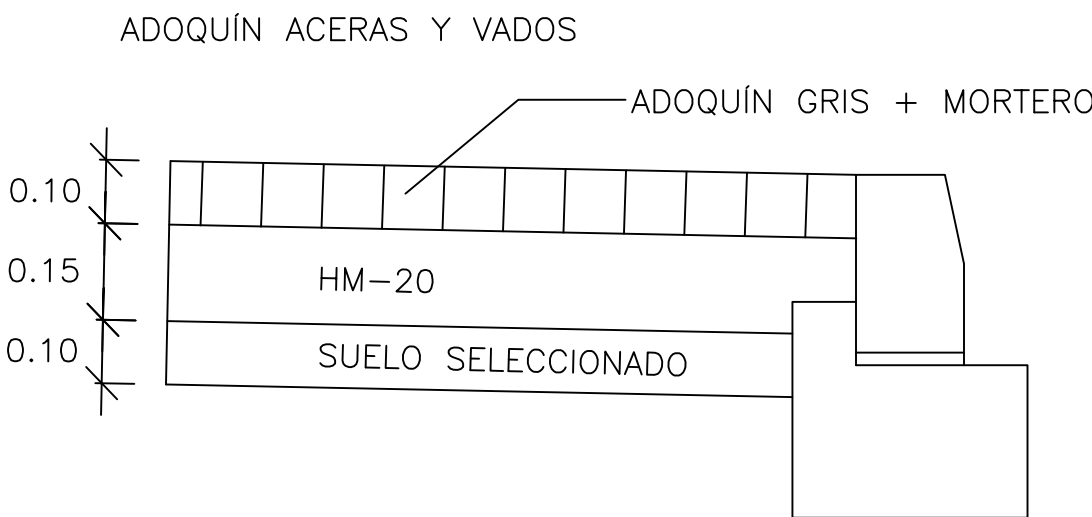 ADOQUÍN ACERAS Y VADOS
ADOQUÍN GRIS + MORTERO
0.10
0.15
HM-20
0.10
SUELO SELECCIONADO